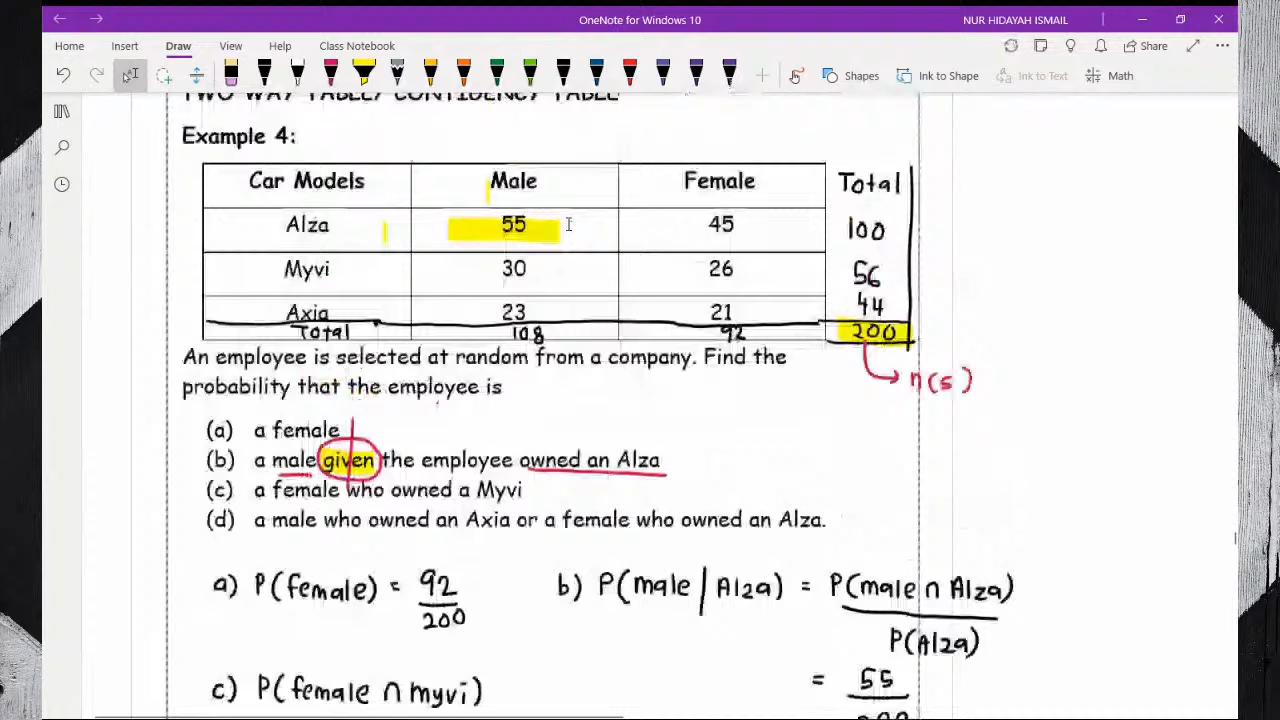 OneNote for Windows 10
NUR HIDAYAH ISMAIL
Home Insert Draw View Help Class Notebook
Share
Shapes Ink to Shape Ink to Text Math
TWO WAY TABLE/ CONTIGENCY TABLE
Example 4:
Car Models Male Female Total
Alza 55 45 100
Myvi 30 26 56
Axia 23 21 44
Total 108 92 200
n(s)
An employee is selected at random from a company. Find the
probability that the employee is
(a) a female
(b) a male given the employee owned an Alza
(c) a female who owned a Myvi
(d) a male who owned an Axia or a female who owned an Alza.
a) P(female) = 92
200
b) P(male | Alza) = P(male ∩ Alza)
P(Alza)
c) P(female ∩ myvi)
= 55